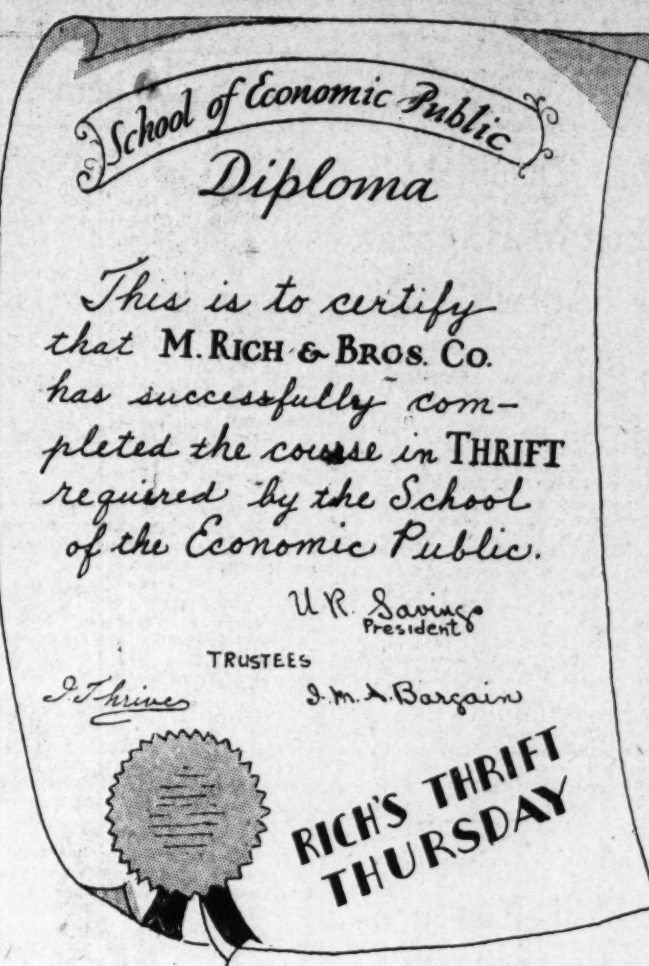 School of Economic Public
Diploma
This is to certify
that M. RICH & BROS. CO.
has successfully com-
pleted the course in THRIFT
required by the School
of the Economic Public.
U.R. Savings
President
TRUSTEES
I. Thrive
I.M.A. Bargain
RICH'S THRIFT
THURSDAY